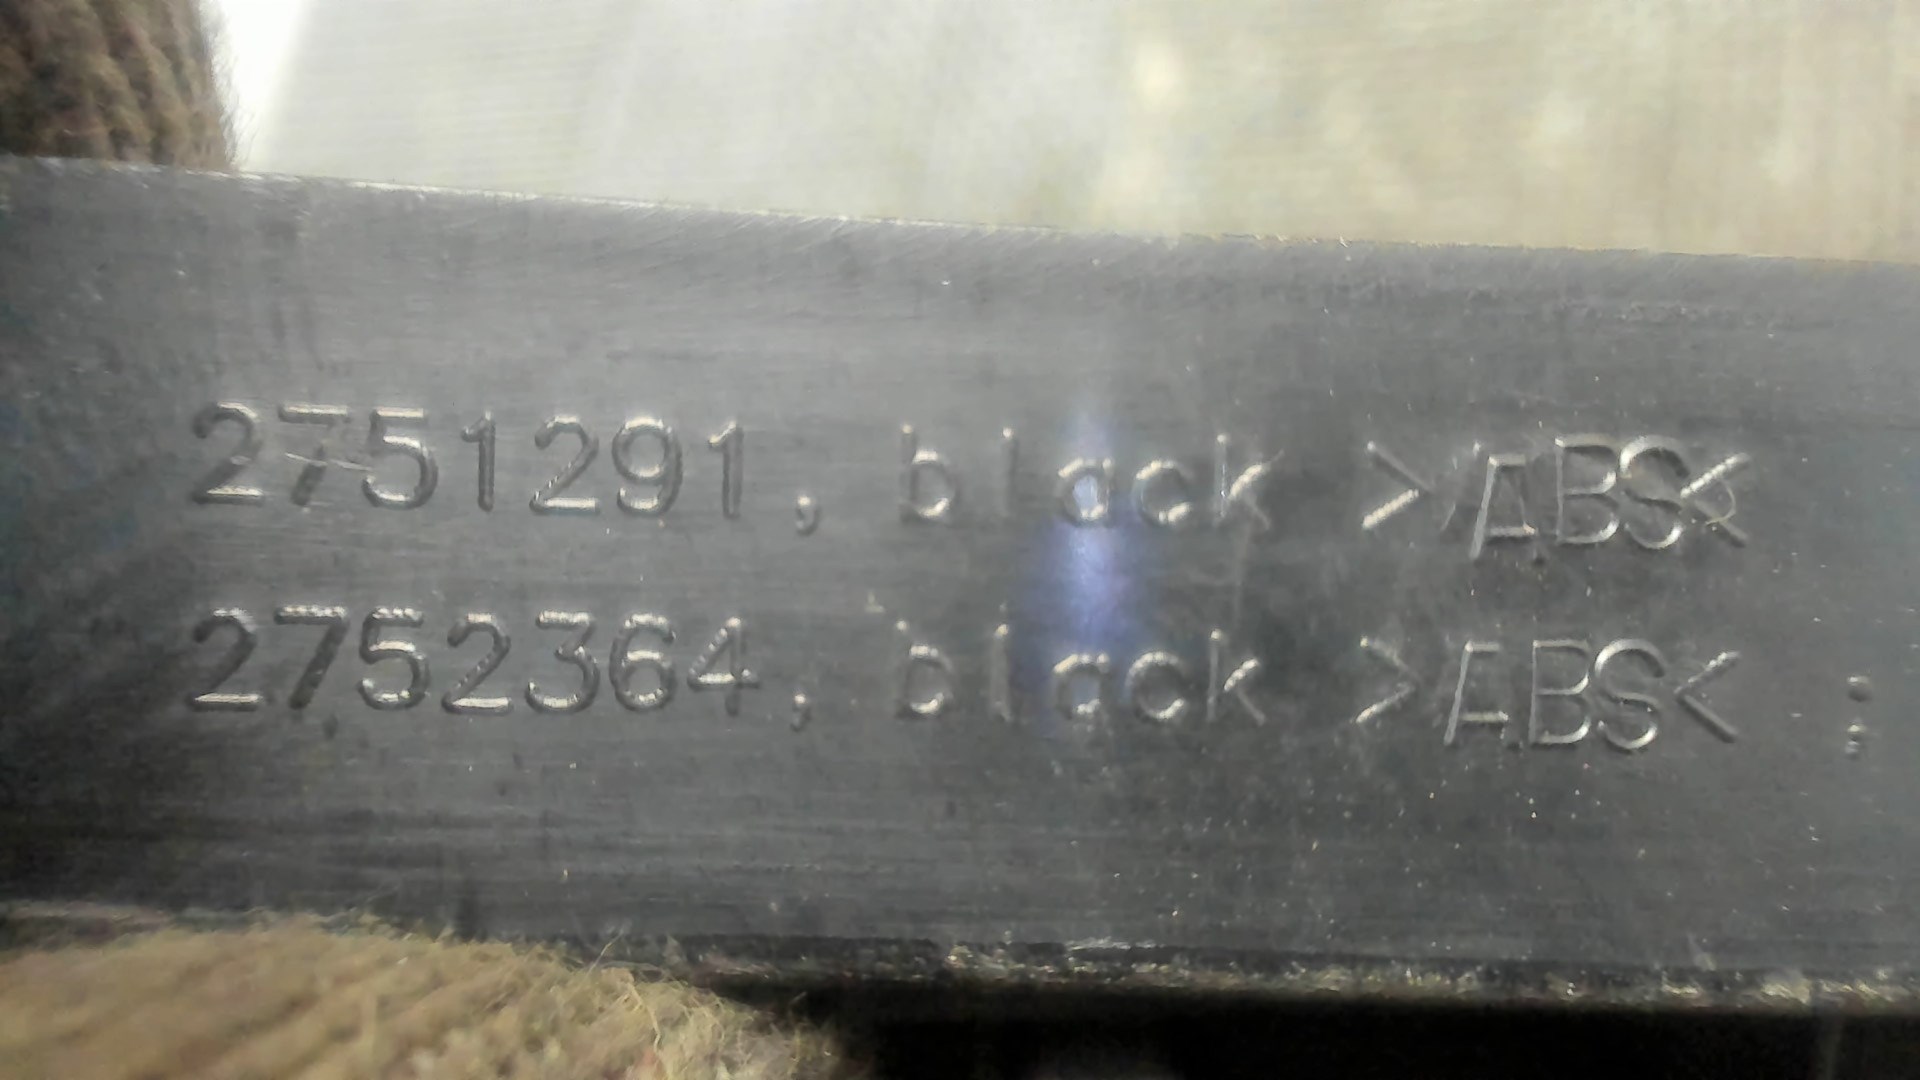 2751291, black >ABS<
2752364, black >ABS< ;